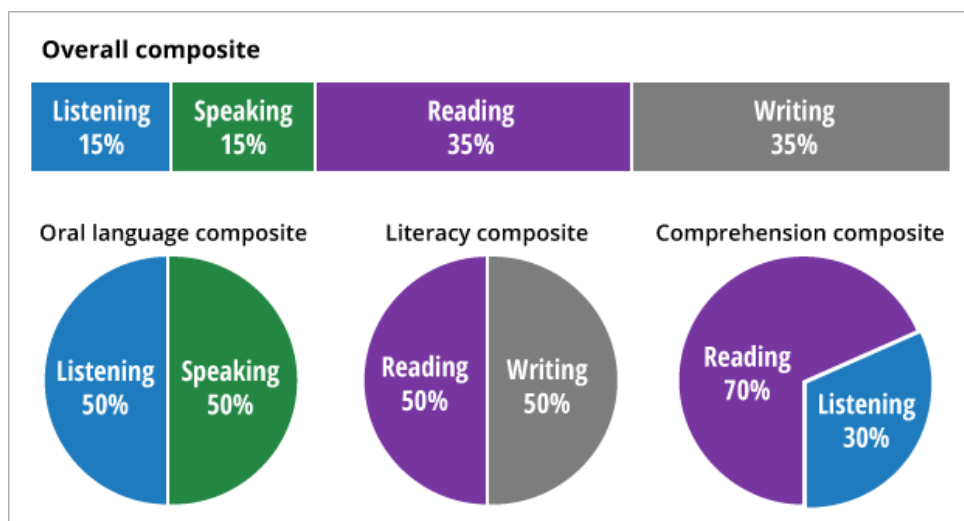 Overall composite
Listening Speaking Reading Writing
15% 15% 35% 35%
Oral language composite Literacy composite Comprehension composite
Listening
50%
Speaking
50%
Reading
50%
Writing
50%
Reading
70%
Listening
30%